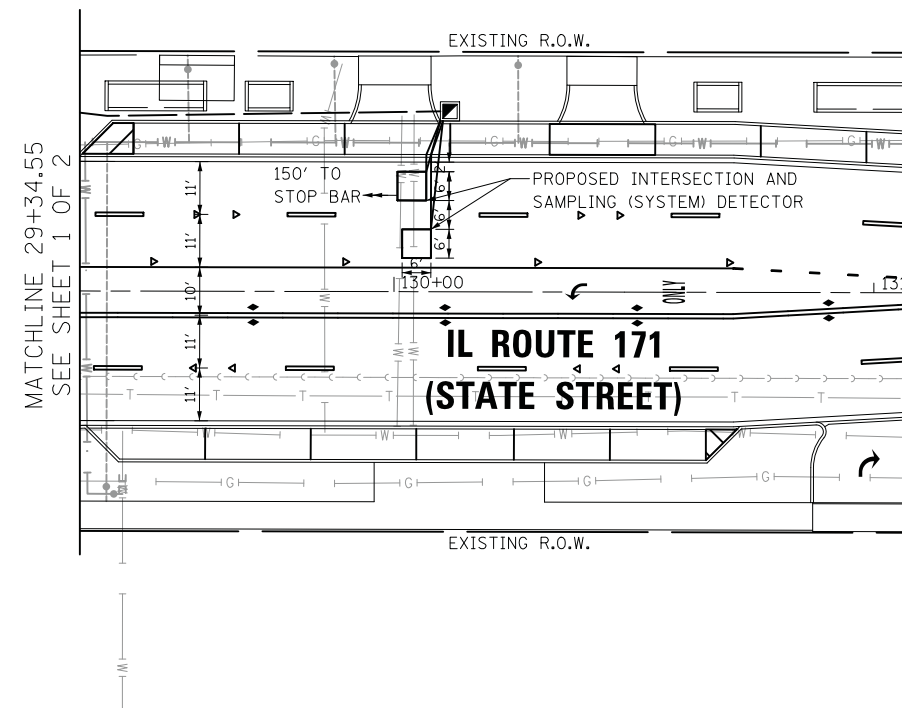 EXISTING R.O.W.
MATCHLINE 29+34.55
SEE SHEET 1 OF 2
G
W
G
W
G
W
G
W
150' TO
STOP BAR
PROPOSED INTERSECTION AND
SAMPLING (SYSTEM) DETECTOR
11'
11'
10'
11'
11'
6'
6'
6'
6'
130+00
ONLY
IL ROUTE 171
(STATE STREET)
T
T
T
T
T
T
W
W
W
W
W
G
G
G
G
G
EXISTING R.O.W.
W